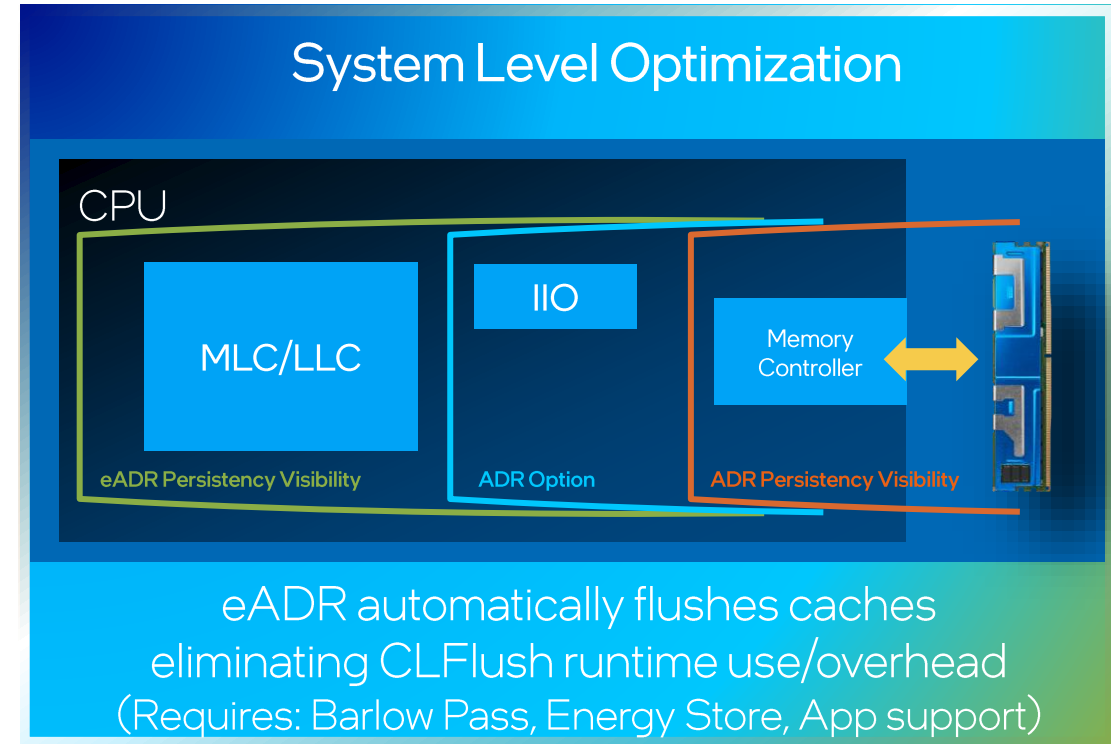 System Level Optimization
CPU
MLC/LLC
IIO
Memory
Controller
eADR Persistency Visibility
ADR Option
ADR Persistency Visibility
eADR automatically flushes caches
eliminating CLFlush runtime use/overhead
(Requires: Barlow Pass, Energy Store, App support)